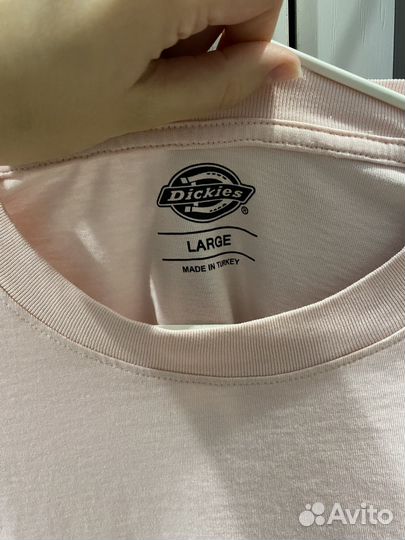 Dickies ®
LARGE
MADE IN TURKEY
Avito